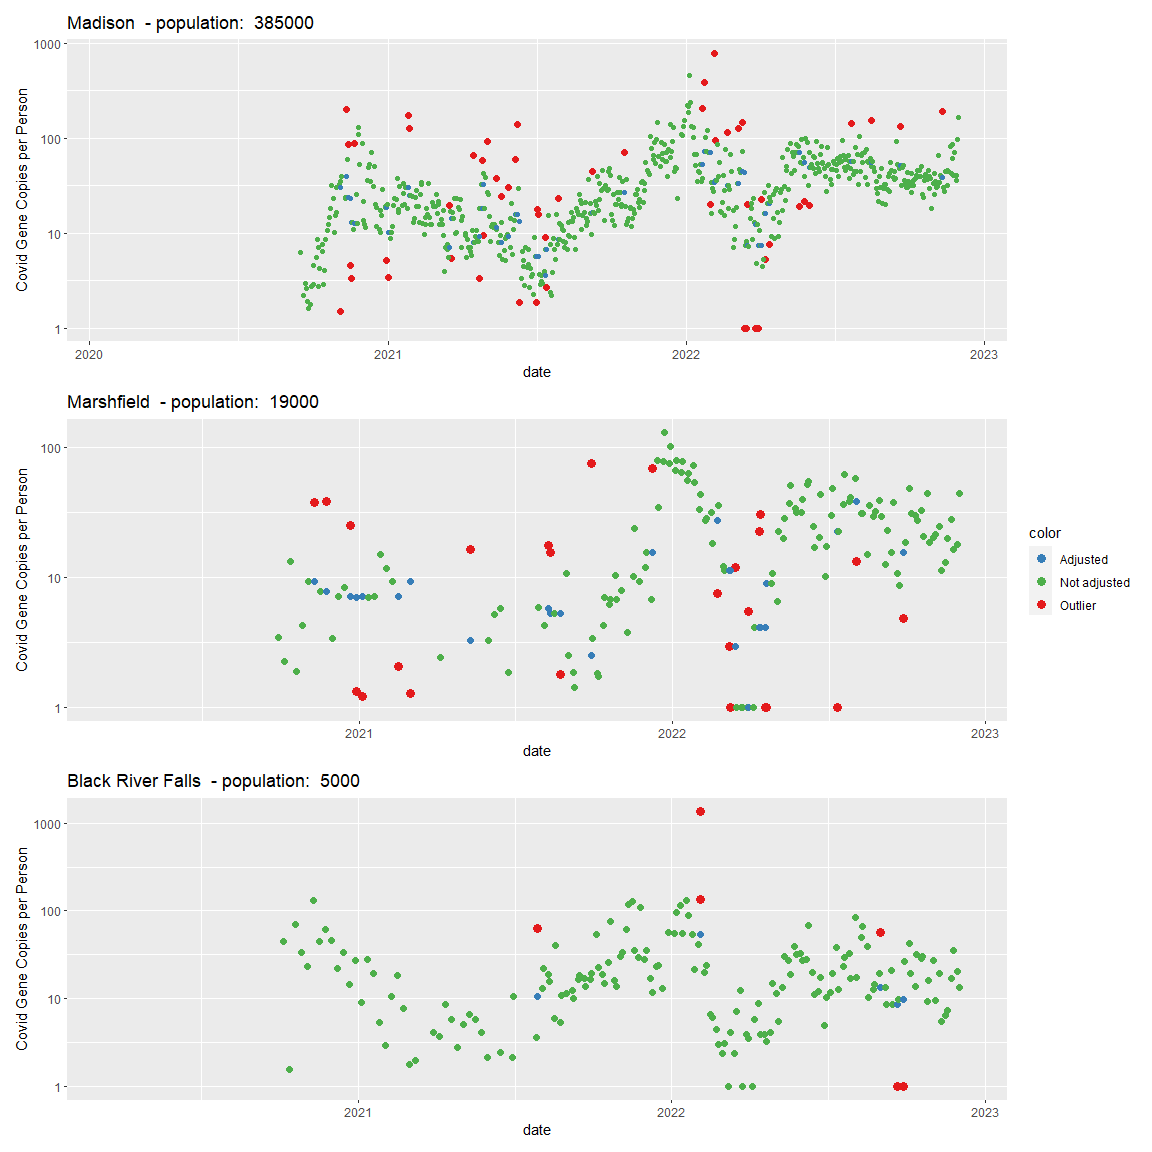 Madison  - population:  385000
1000
100
10
1
Covid Gene Copies per Person
2020
2021
2022
2023
date
Marshfield  - population:  19000
100
10
1
Covid Gene Copies per Person
2021
2022
2023
date
color
Adjusted
Not adjusted
Outlier
Black River Falls  - population:  5000
1000
100
10
1
Covid Gene Copies per Person
2021
2022
2023
date